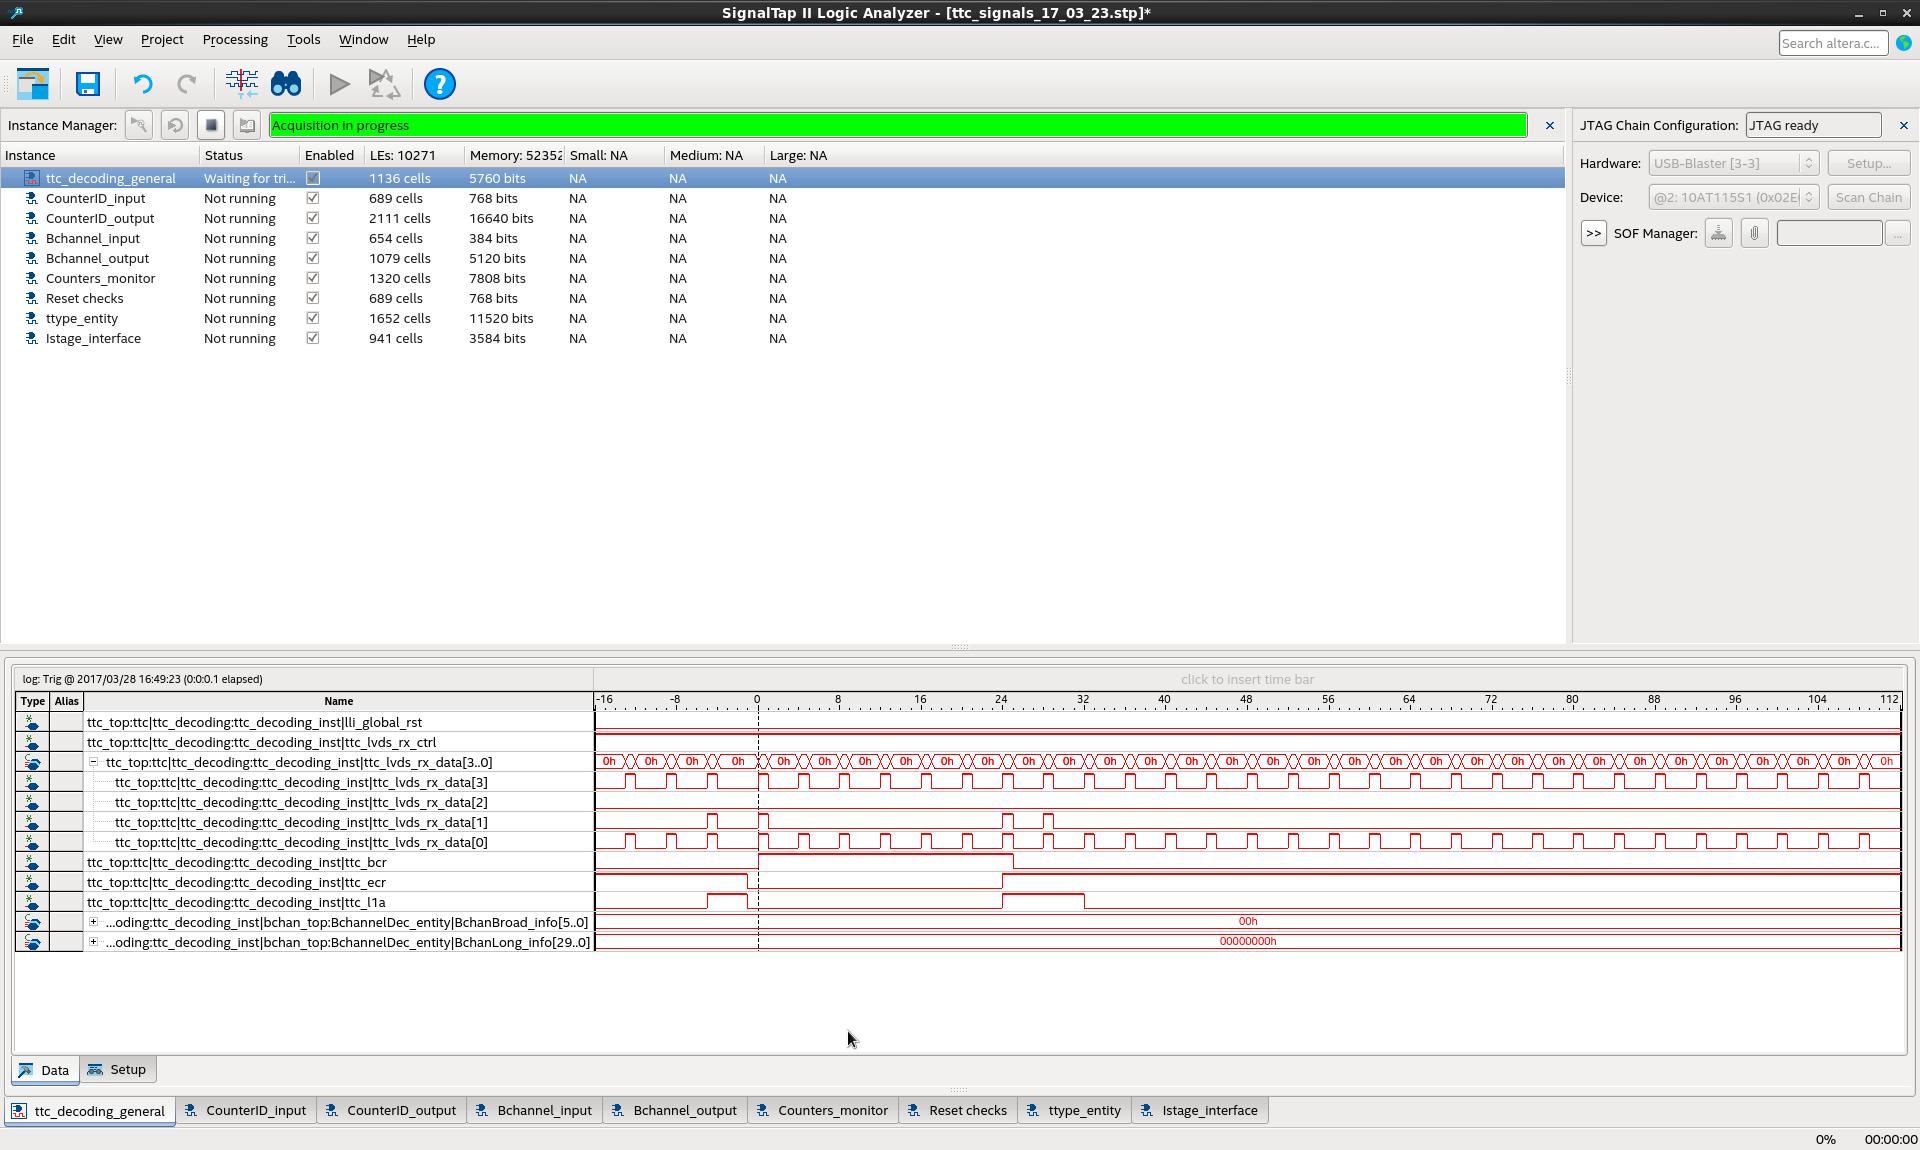 SignalTap II Logic Analyzer - [ttc_signals_17_03_23.stp]*
File Edit View Project Processing Tools Window Help
Search altera.c...
Instance Manager: Acquisition in progress
JTAG Chain Configuration: JTAG ready
Instance Status Enabled LEs: 10271 Memory: 52352 Small: NA Medium: NA Large: NA
ttc_decoding_general Waiting for tri... 1136 cells 5760 bits NA NA NA
CounterID_input Not running 689 cells 768 bits NA NA NA
CounterID_output Not running 2111 cells 16640 bits NA NA NA
Bchannel_input Not running 654 cells 384 bits NA NA NA
Bchannel_output Not running 1079 cells 5120 bits NA NA NA
Counters_monitor Not running 1320 cells 7808 bits NA NA NA
Reset checks Not running 689 cells 768 bits NA NA NA
ttype_entity Not running 1652 cells 11520 bits NA NA NA
Istage_interface Not running 941 cells 3584 bits NA NA NA
Hardware: USB-Blaster [3-3] Setup...
Device: @2: 10AT115S1 (0x02E Scan Chain
>> SOF Manager: ...
log: Trig @ 2017/03/28 16:49:23 (0:0:0.1 elapsed) click to insert time bar
Type Alias Name -16 -8 0 8 16 24 32 40 48 56 64 72 80 88 96 104 112
ttc_top:ttc|ttc_decoding:ttc_decoding_inst|lli_global_rst
ttc_top:ttc|ttc_decoding:ttc_decoding_inst|ttc_lvds_rx_ctrl
ttc_top:ttc|ttc_decoding:ttc_decoding_inst|ttc_lvds_rx_data[3..0] 0h 0h 0h 0h 0h 0h 0h 0h 0h 0h 0h 0h 0h 0h 0h 0h 0h 0h 0h 0h 0h 0h 0h 0h 0h 0h 0h 0h 0h 0h 0h
ttc_top:ttc|ttc_decoding:ttc_decoding_inst|ttc_lvds_rx_data[3]
ttc_top:ttc|ttc_decoding:ttc_decoding_inst|ttc_lvds_rx_data[2]
ttc_top:ttc|ttc_decoding:ttc_decoding_inst|ttc_lvds_rx_data[1]
ttc_top:ttc|ttc_decoding:ttc_decoding_inst|ttc_lvds_rx_data[0]
ttc_top:ttc|ttc_decoding:ttc_decoding_inst|ttc_bcr
ttc_top:ttc|ttc_decoding:ttc_decoding_inst|ttc_ecr
ttc_top:ttc|ttc_decoding:ttc_decoding_inst|ttc_l1a
...oding:ttc_decoding_inst|bchan_top:BchannelDec_entity|BchanBroad_info[5..0] 00h
...oding:ttc_decoding_inst|bchan_top:BchannelDec_entity|BchanLong_info[29..0] 00000000h
Data Setup
ttc_decoding_general CounterID_input CounterID_output Bchannel_input Bchannel_output Counters_monitor Reset checks ttype_entity Istage_interface
0% 00:00:00